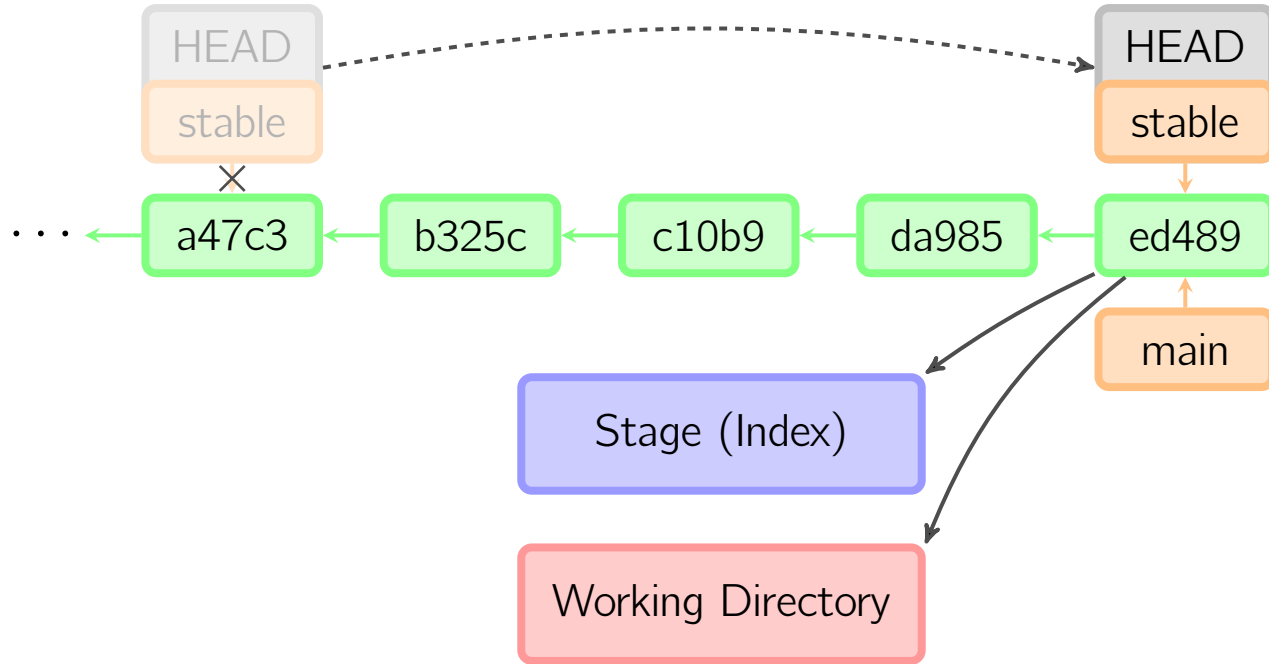 HEAD
HEAD
stable
stable
... a47c3 b325c c10b9 da985 ed489
main
Stage (Index)
Working Directory